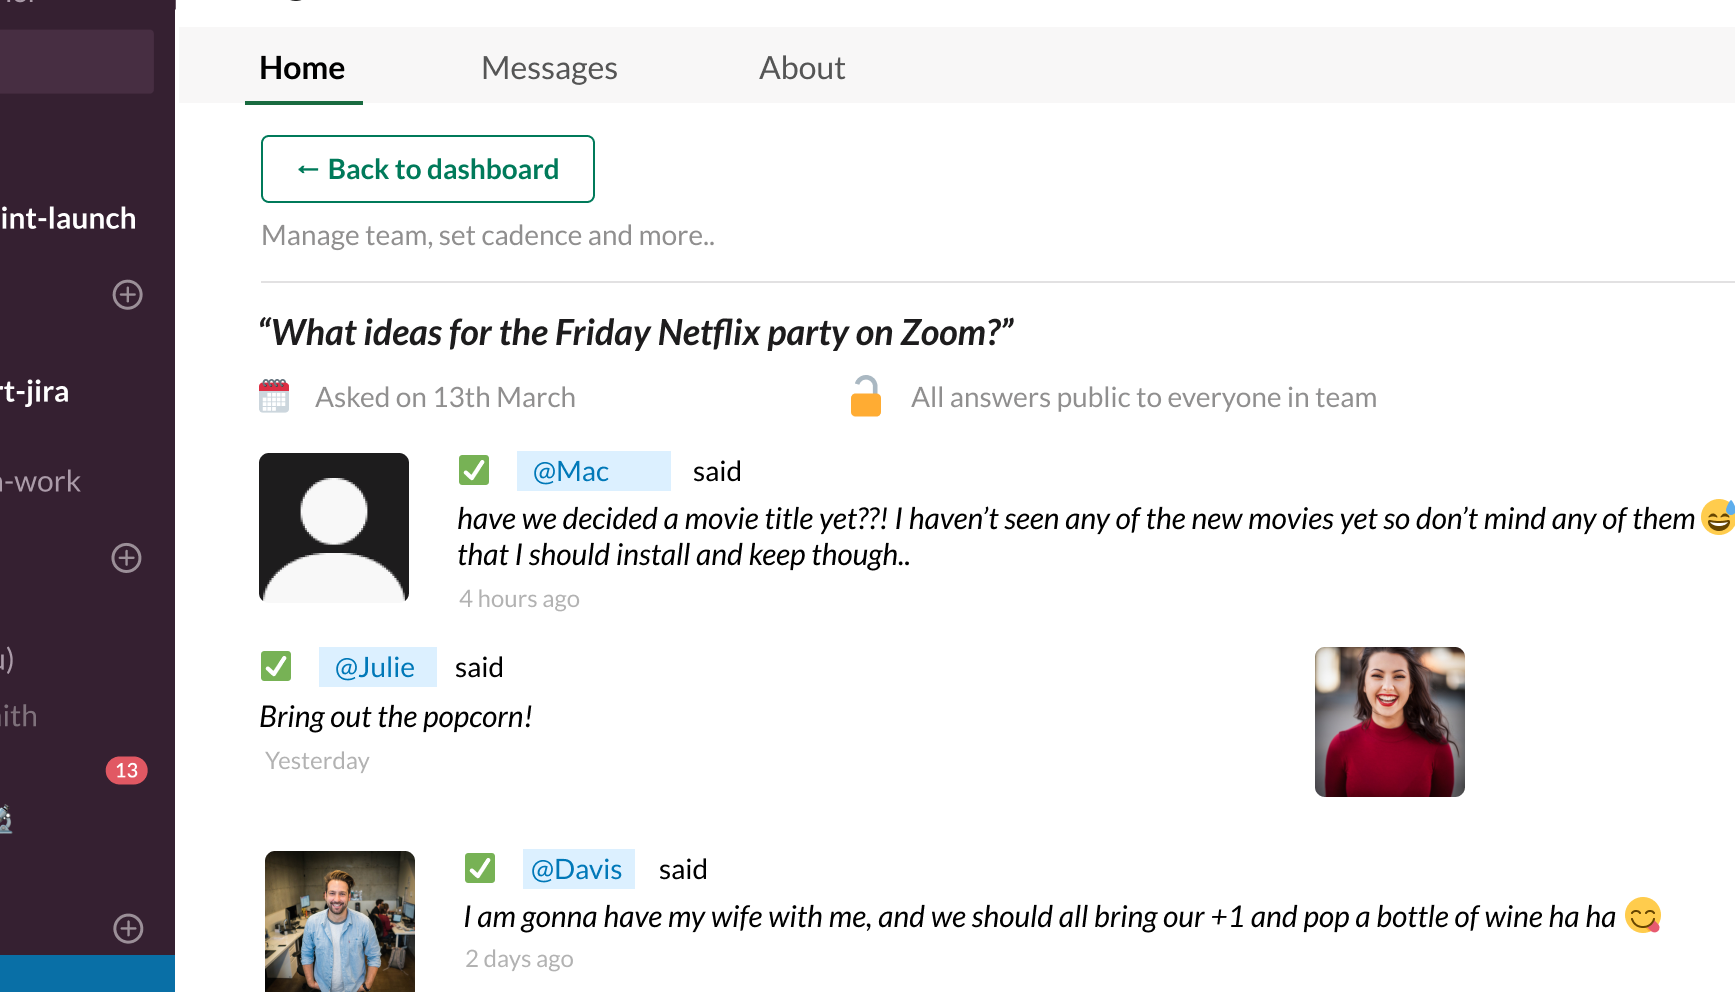 Home Messages About
← Back to dashboard
Manage team, set cadence and more..
int-launch
“What ideas for the Friday Netflix party on Zoom?”
t-jira
Asked on 13th March
All answers public to everyone in team
-work
@Mac said
have we decided a movie title yet??! I haven’t seen any of the new movies yet so don’t mind any of them 😅
that I should install and keep though..
4 hours ago
@Julie said
Bring out the popcorn!
Yesterday
ith
13
@Davis said
I am gonna have my wife with me, and we should all bring our +1 and pop a bottle of wine ha ha 😋
2 days ago